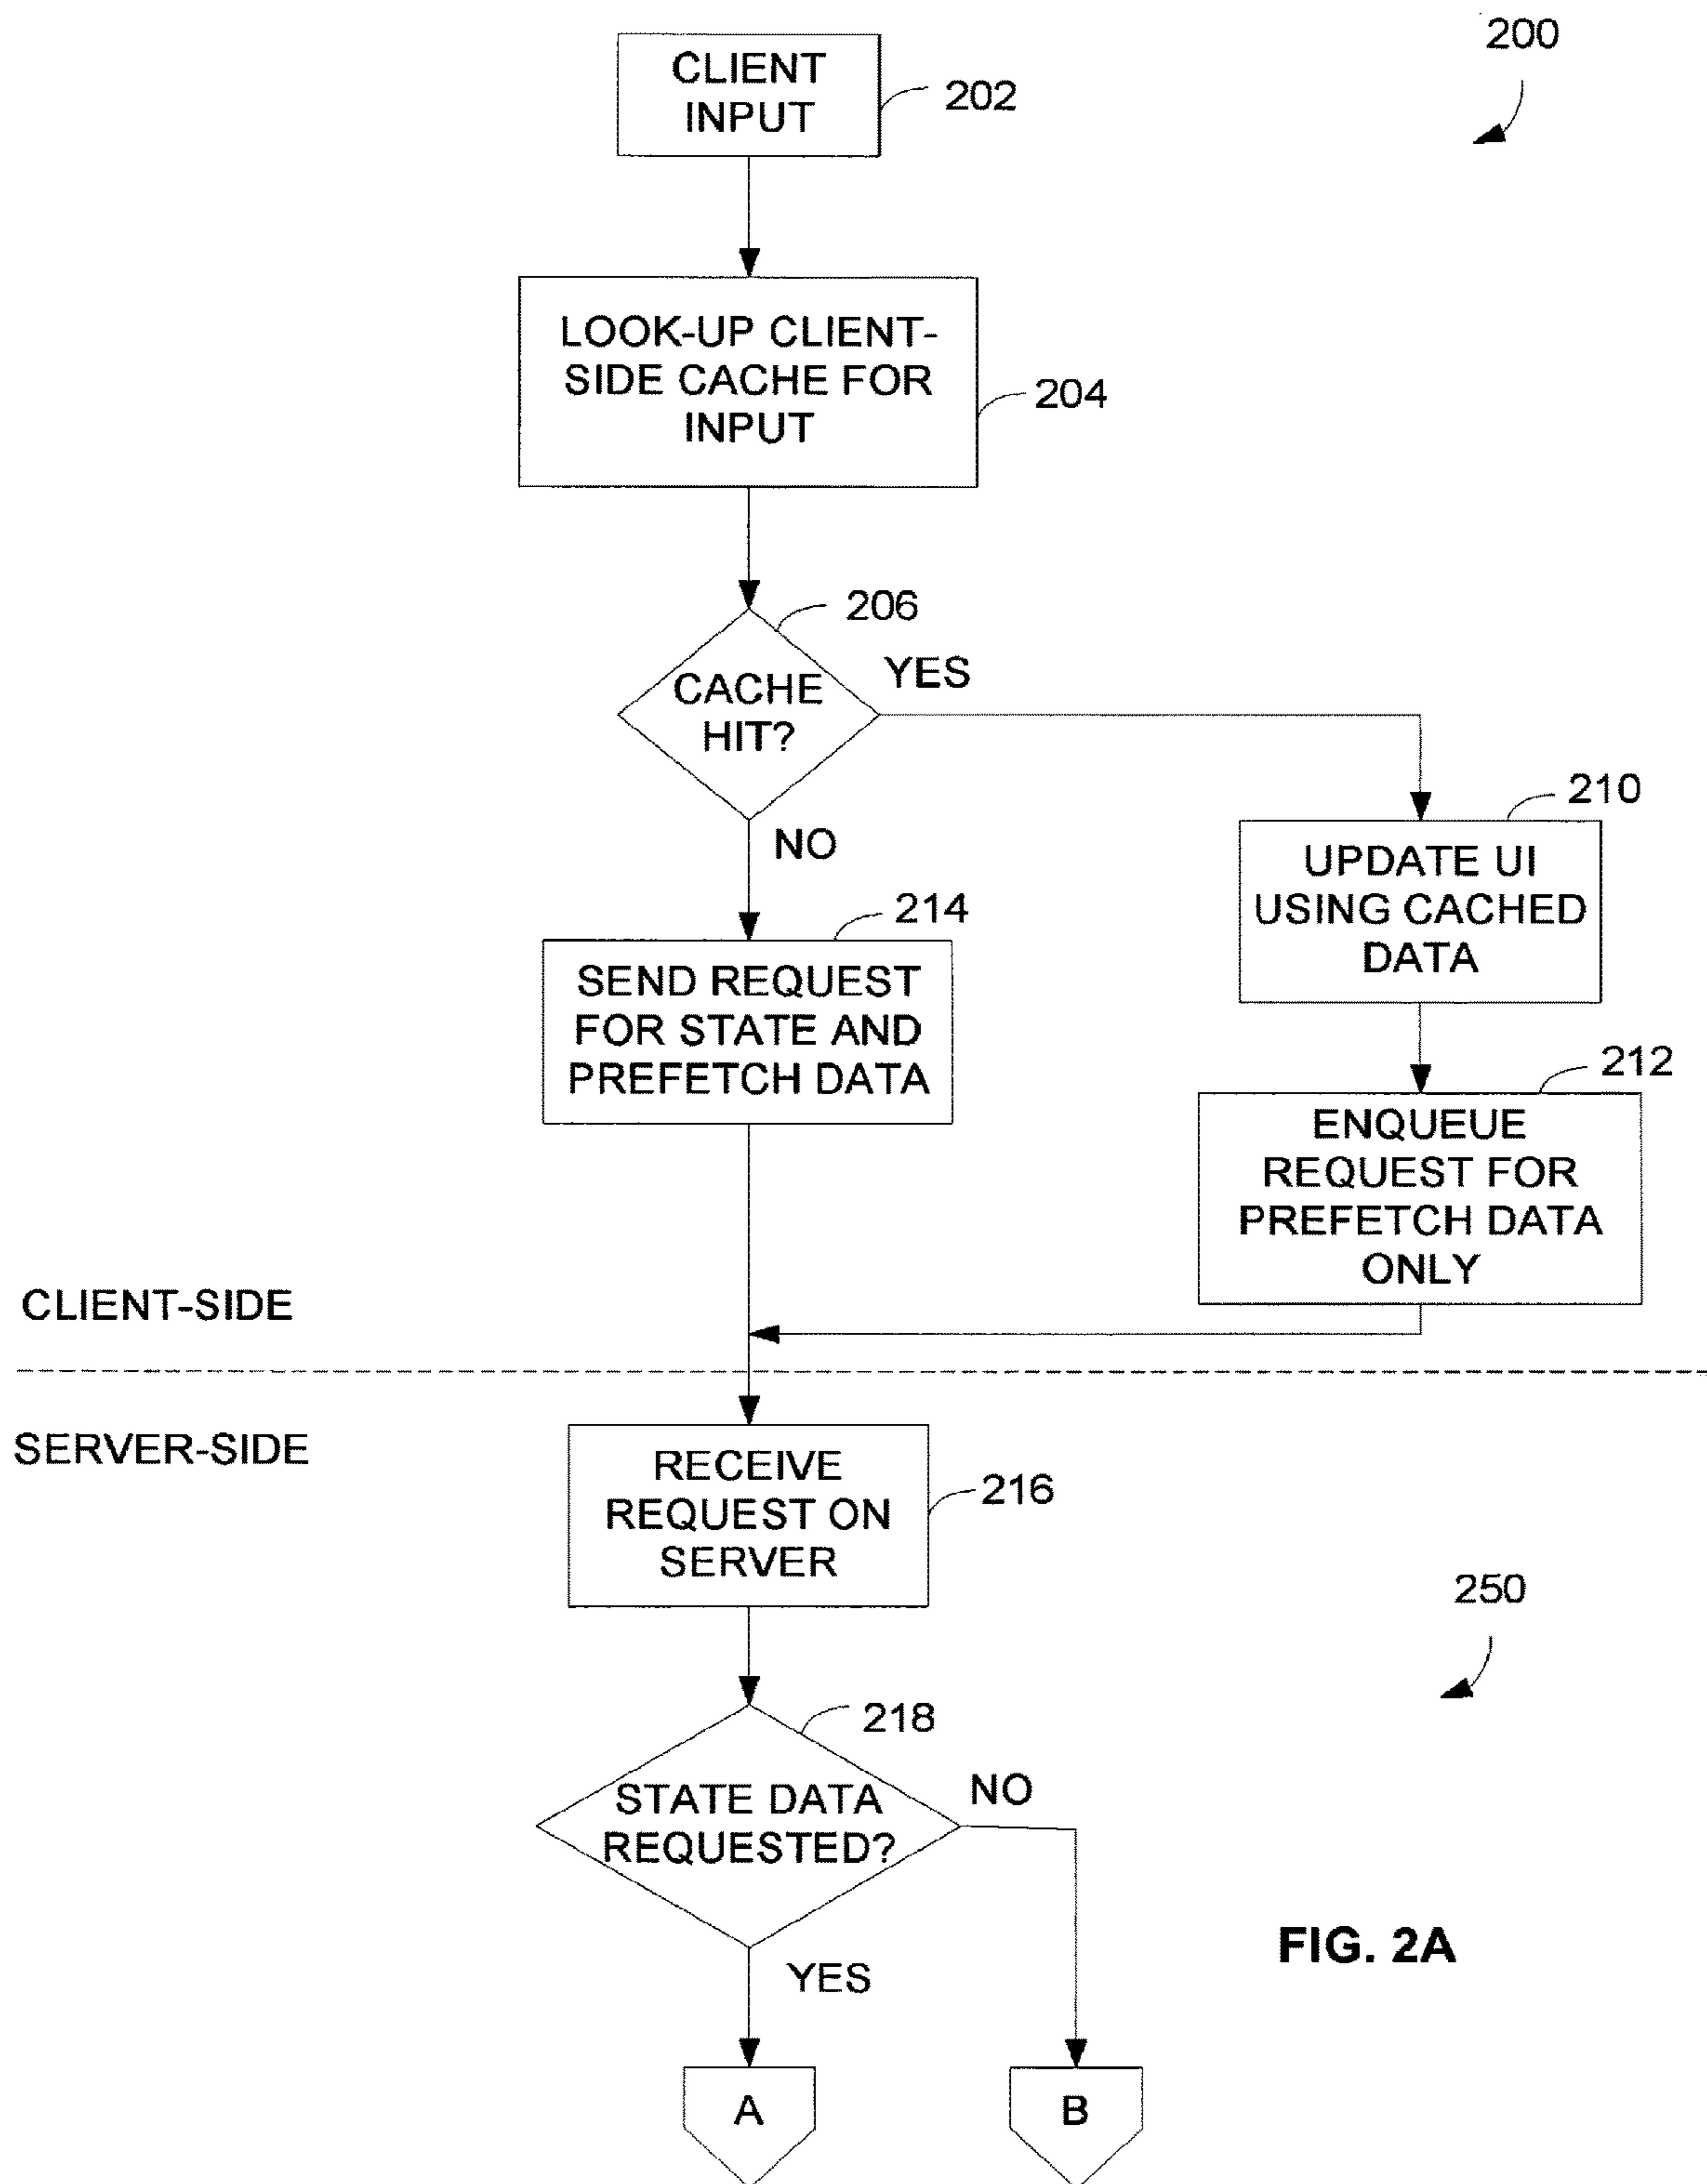 200
CLIENT
INPUT
202
LOOK-UP CLIENT-
SIDE CACHE FOR
INPUT
204
206
CACHE
HIT?
YES
NO
210
UPDATE UI
USING CACHED
DATA
214
SEND REQUEST
FOR STATE AND
PREFETCH DATA
212
ENQUEUE
REQUEST FOR
PREFETCH DATA
ONLY
CLIENT-SIDE
SERVER-SIDE
RECEIVE
REQUEST ON
SERVER
216
250
218
STATE DATA
REQUESTED?
NO
YES
FIG. 2A
A
B